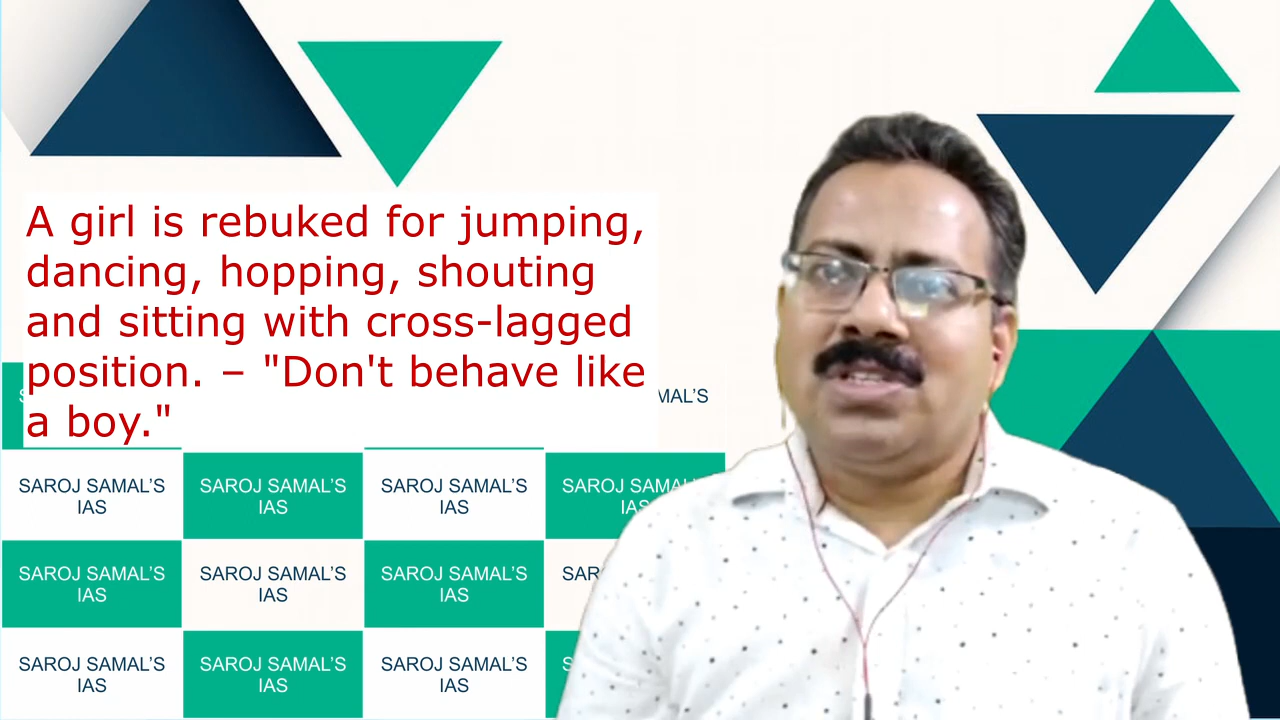 A girl is rebuked for jumping,
dancing, hopping, shouting
and sitting with cross-lagged
position. – "Don't behave like
a boy."
MAL'S
SAROJ SAMAL'S SAROJ SAMAL'S SAROJ SAMAL'S SAROJ SAMAL'S
IAS IAS IAS IAS
SAROJ SAMAL'S SAROJ SAMAL'S SAROJ SAMAL'S SAR
IAS IAS IAS
SAROJ SAMAL'S SAROJ SAMAL'S SAROJ SAMAL'S S
IAS IAS IAS